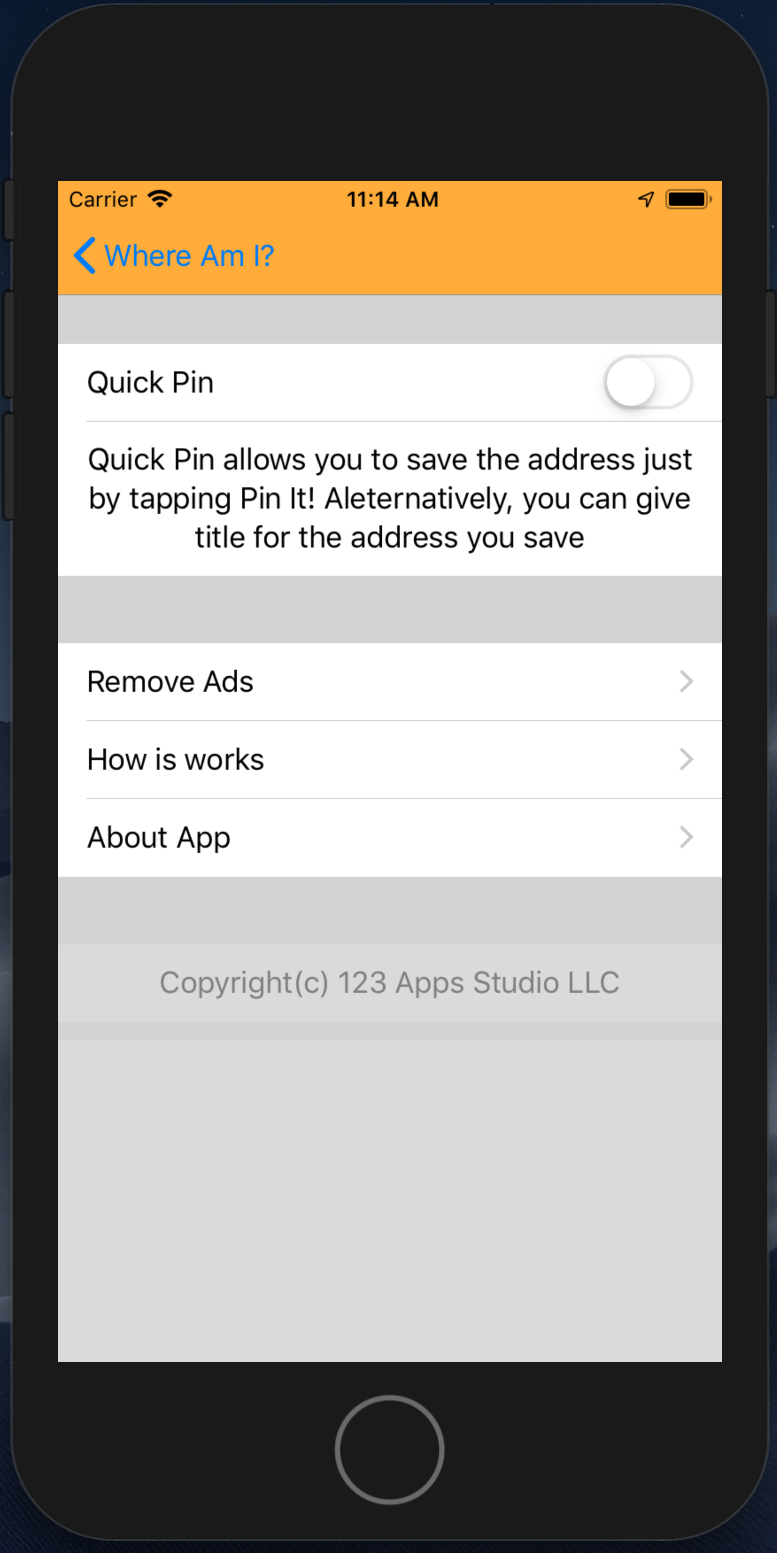 Carrier
11:14 AM
Where Am I?
Quick Pin
Quick Pin allows you to save the address just
by tapping Pin It! Aleternatively, you can give
title for the address you save
Remove Ads
How is works
About App
Copyright(c) 123 Apps Studio LLC